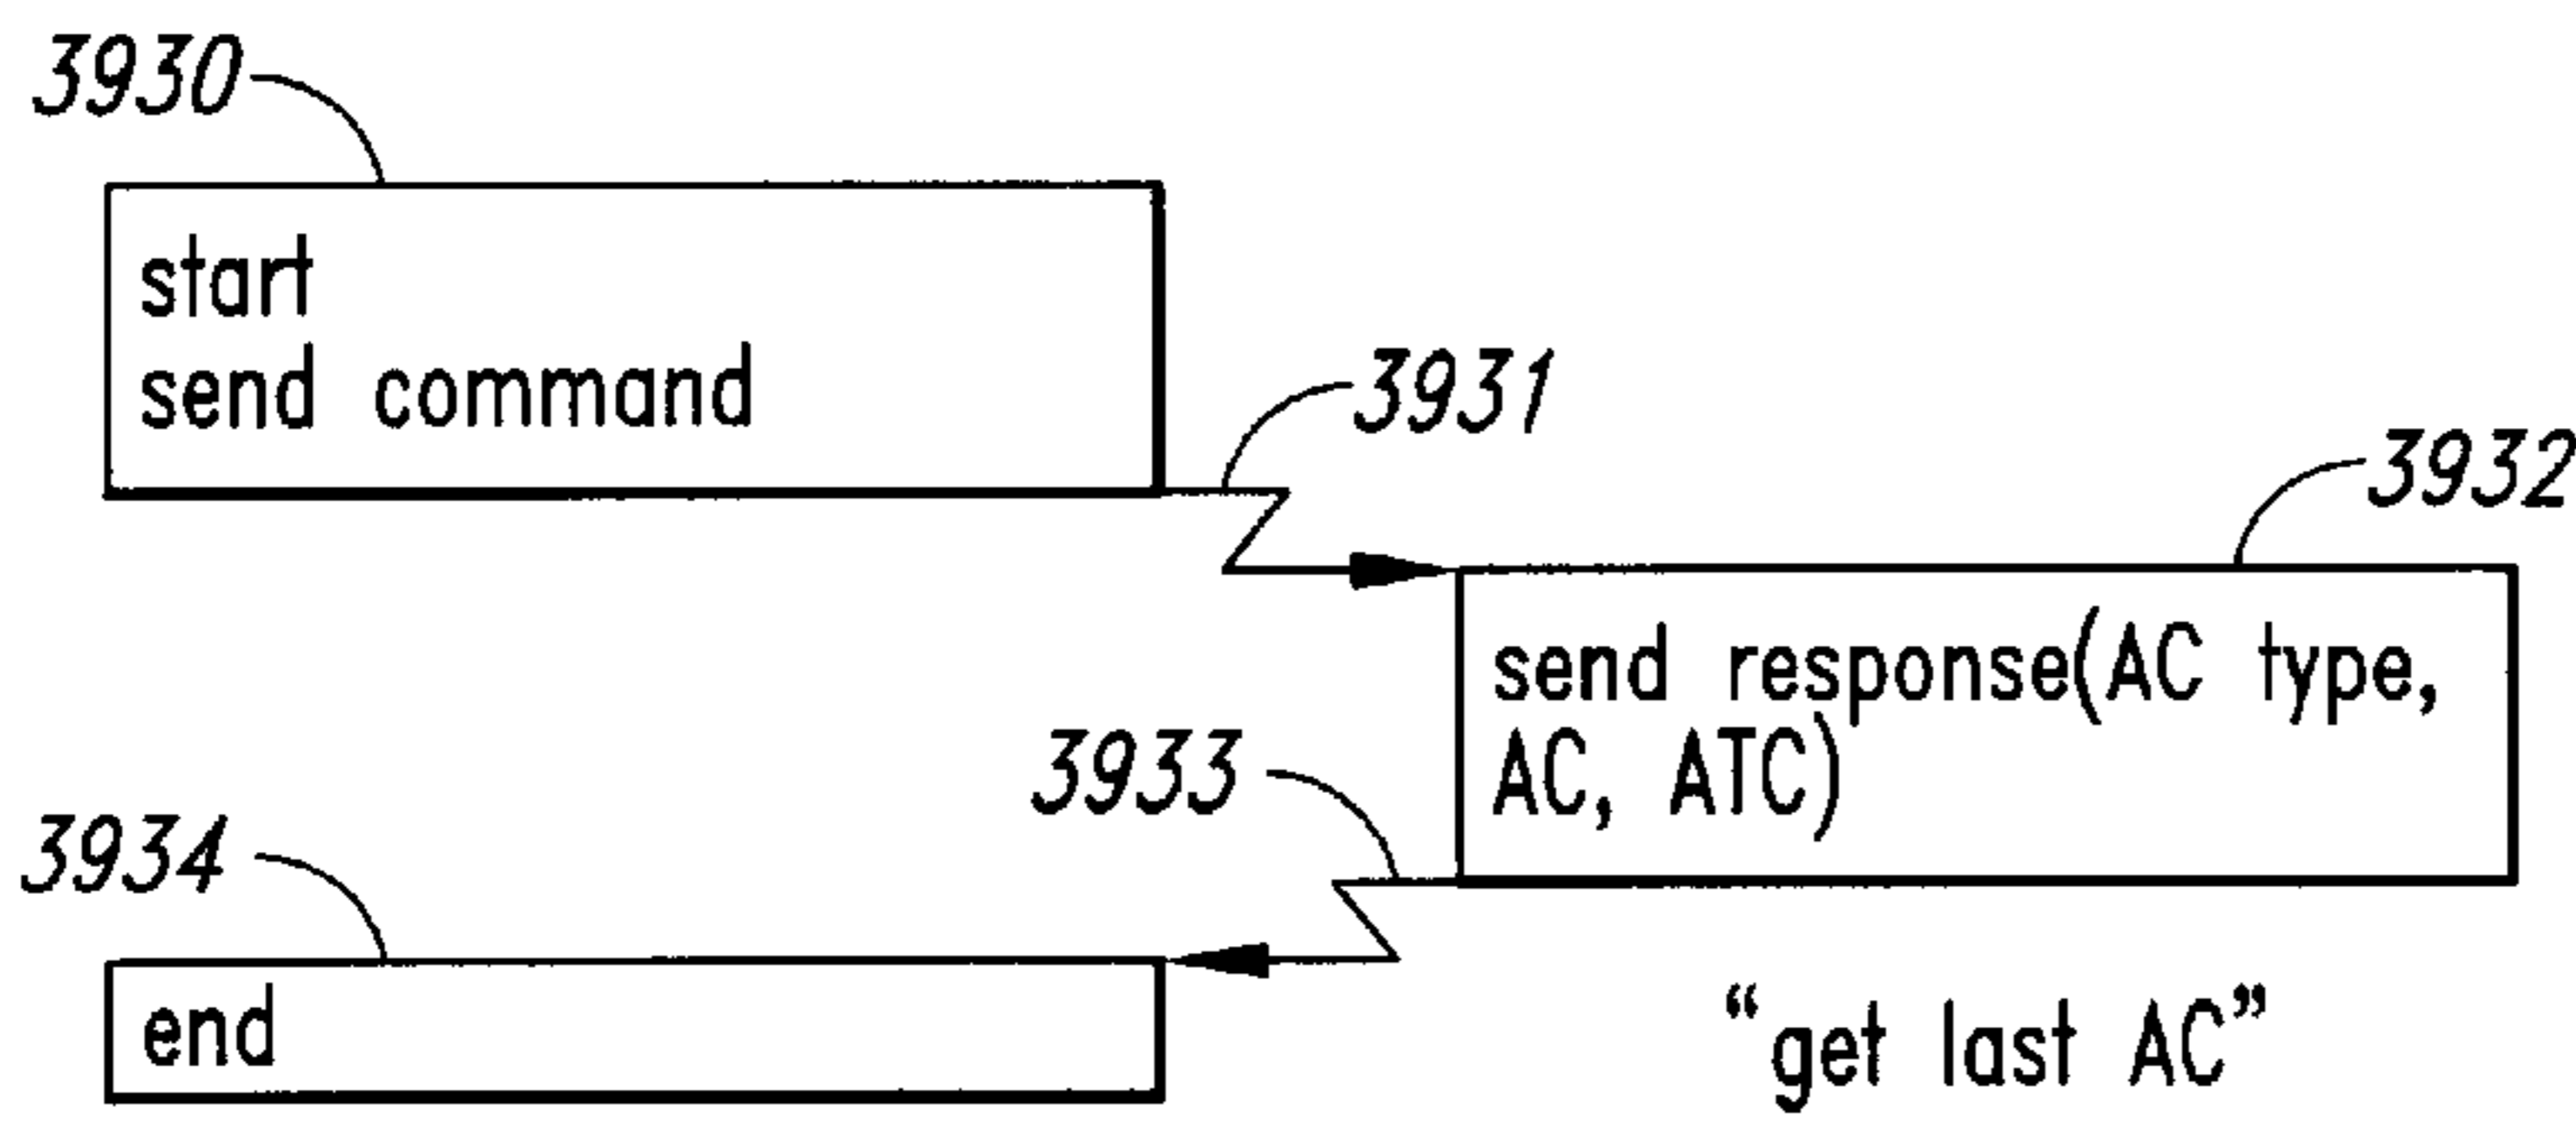 3930
start
send command
3931
3932
send response(AC type,
AC, ATC)
3933
3934
end
“get last AC”